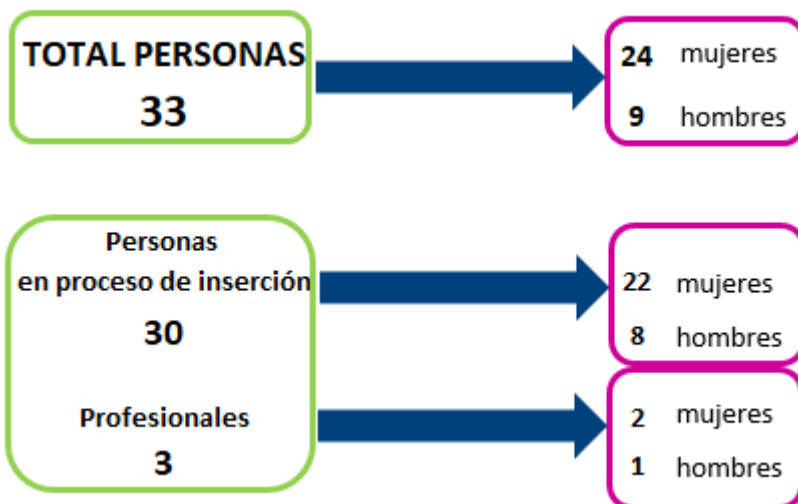 TOTAL PERSONAS
33
24 mujeres
9 hombres
Personas
en proceso de inserción
30
22 mujeres
8 hombres
Profesionales
3
2 mujeres
1 hombres